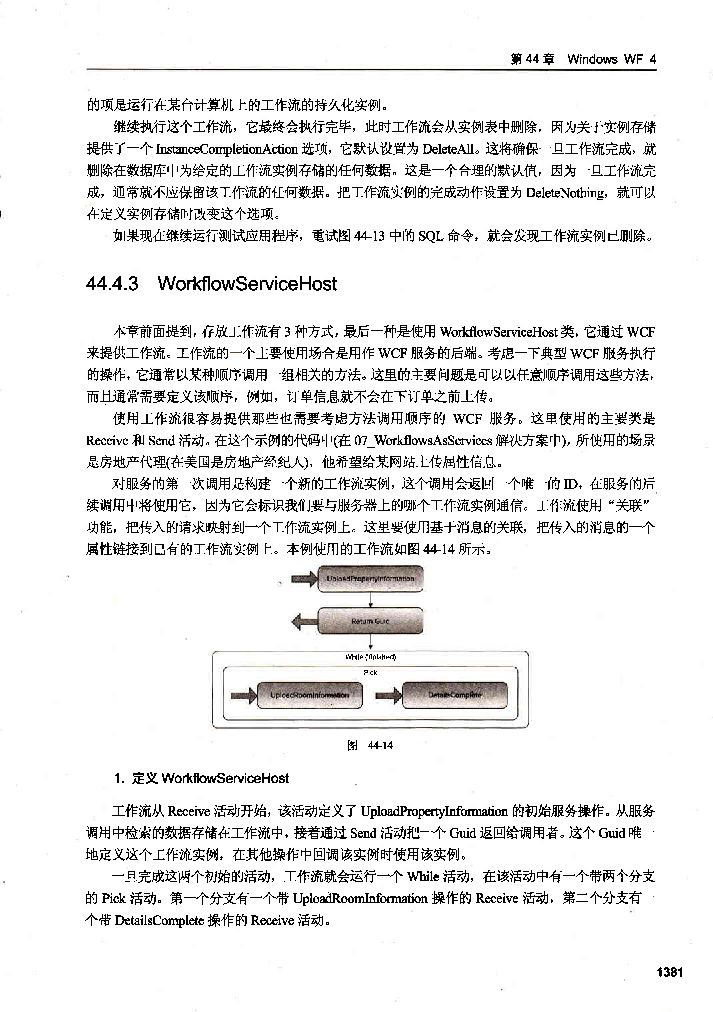 第 44 章 Windows WF 4
的项是运行在某台计算机上的工作流的持久化实例。
继续执行这个工作流，它最终会执行完毕，此时工作流会从实例表中删除，因为关于实例存储
提供了一个 InstanceCompletionAction 选项，它默认设置为 DeleteAll。这将确保一旦工作流完成，就
删除在数据库中为给定的工作流实例存储的任何数据。这是一个合理的默认值，因为一旦工作流完
成，通常就不应保留该工作流的任何数据。把工作流实例的完成动作设置为 DeleteNothing，就可以
在定义实例存储时改变这个选项。
如果现在继续运行测试应用程序，重试图 44-13 中的 SQL 命令，就会发现工作流实例已删除。
44.4.3 WorkflowServiceHost
本章前面提到，存放工作流有 3 种方式，最后一种是使用 WorkflowServiceHost 类，它通过 WCF
来提供工作流。工作流的一个主要使用场合是用作 WCF 服务的后端。考虑一下典型 WCF 服务执行
的操作，它通常以某种顺序调用一组相关的方法。这里的主要问题是可以以任意顺序调用这些方法，
而且通常需要定义该顺序，例如，订单信息就不会在下订单之前上传。
使用工作流很容易提供那些也需要考虑方法调用顺序的 WCF 服务。这里使用的主要类是
Receive 和 Send 活动。在这个示例的代码中(在 07_WorkflowsAsServices 解决方案中)，所使用的场景
是房地产代理(在美国是房地产经纪人)，他希望给某网站上传属性信息。
对服务的第一次调用是构建一个新的工作流实例，这个调用会返回一个唯一的 ID，在服务的后
续调用中将使用它，因为它会标识我们要与服务器上的哪个工作流实例通信。工作流使用“关联”
功能，把传入的请求映射到一个工作流实例上。这里要使用基于消息的关联，把传入的消息的一个
属性链接到已有的工作流实例上。本例使用的工作流如图 44-14 所示。
UploadPropertyInformation
Return Guid
While (!finished)
Pick
UploadRoomInformation
DetailsComplete
图 44-14
1. 定义 WorkflowServiceHost
工作流从 Receive 活动开始，该活动定义了 UploadPropertyInformation 的初始服务操作。从服务
调用中检索的数据存储在工作流中，接着通过 Send 活动把一个 Guid 返回给调用者。这个 Guid 唯一
地定义这个工作流实例，在其他操作中回调该实例时使用该实例。
一旦完成这两个初始的活动，工作流就会运行一个 While 活动，在该活动中有一个带两个分支
的 Pick 活动。第一个分支有一个带 UploadRoomInformation 操作的 Receive 活动，第二个分支有一
个带 DetailsComplete 操作的 Receive 活动。
1381